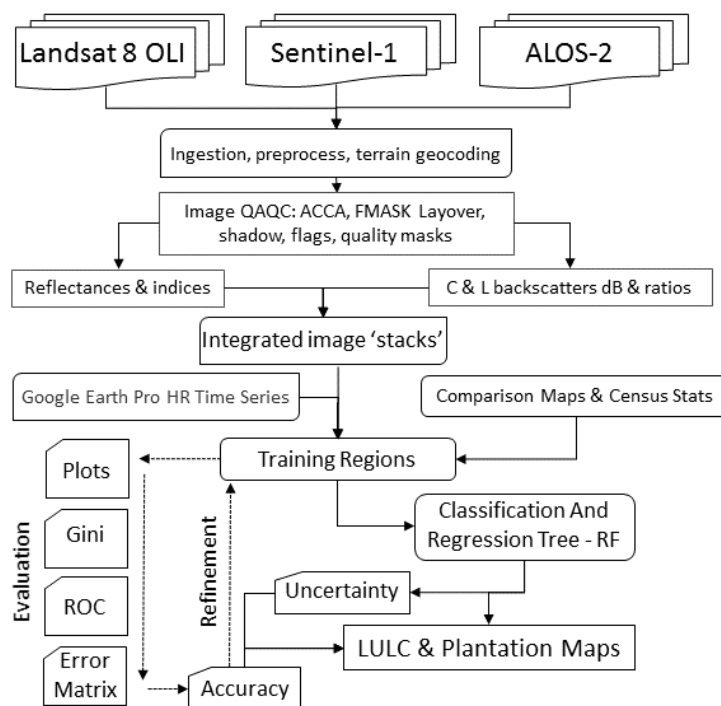 Landsat 8 OLI
Sentinel-1
ALOS-2
Ingestion, preprocess, terrain geocoding
Image QAQC: ACCA, FMASK Layover,
shadow, flags, quality masks
Reflectances & indices
C & L backscatters dB & ratios
Integrated image ‘stacks’
Google Earth Pro HR Time Series
Comparison Maps & Census Stats
Training Regions
Plots
Classification And
Regression Tree - RF
Gini
Evaluation
Refinement
Uncertainty
ROC
LULC & Plantation Maps
Error
Matrix
Accuracy